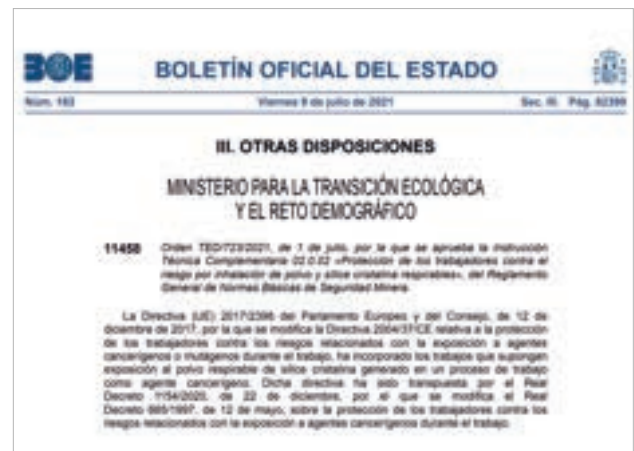 BOE
BOLETÍN OFICIAL DEL ESTADO
Núm. 163
Viernes 9 de julio de 2021
Sec. III. Pág. 82399
III. OTRAS DISPOSICIONES
MINISTERIO PARA LA TRANSICIÓN ECOLÓGICA
Y EL RETO DEMOGRÁFICO
11458 Orden TED/723/2021, de 1 de julio, por la que se aprueba la Instrucción
Técnica Complementaria 02.0.02 «Protección de los trabajadores contra el
riesgo por inhalación de polvo y sílice cristalina respirables», del Reglamento
General de Normas Básicas de Seguridad Minera.
La Directiva (UE) 2017/2398 del Parlamento Europeo y del Consejo, de 12 de
diciembre de 2017, por la que se modifica la Directiva 2004/37/CE relativa a la protección
de los trabajadores contra los riesgos relacionados con la exposición a agentes
cancerígenos o mutágenos durante el trabajo, ha incorporado los trabajos que supongan
exposición al polvo respirable de sílice cristalina generado en un proceso de trabajo
como agente cancerígeno. Dicha directiva ha sido transpuesta por el Real
Decreto 1154/2020, de 22 de diciembre, por el que se modifica el Real
Decreto 665/1997, de 12 de mayo, sobre la protección de los trabajadores contra los
riesgos relacionados con la exposición a agentes cancerígenos durante el trabajo.